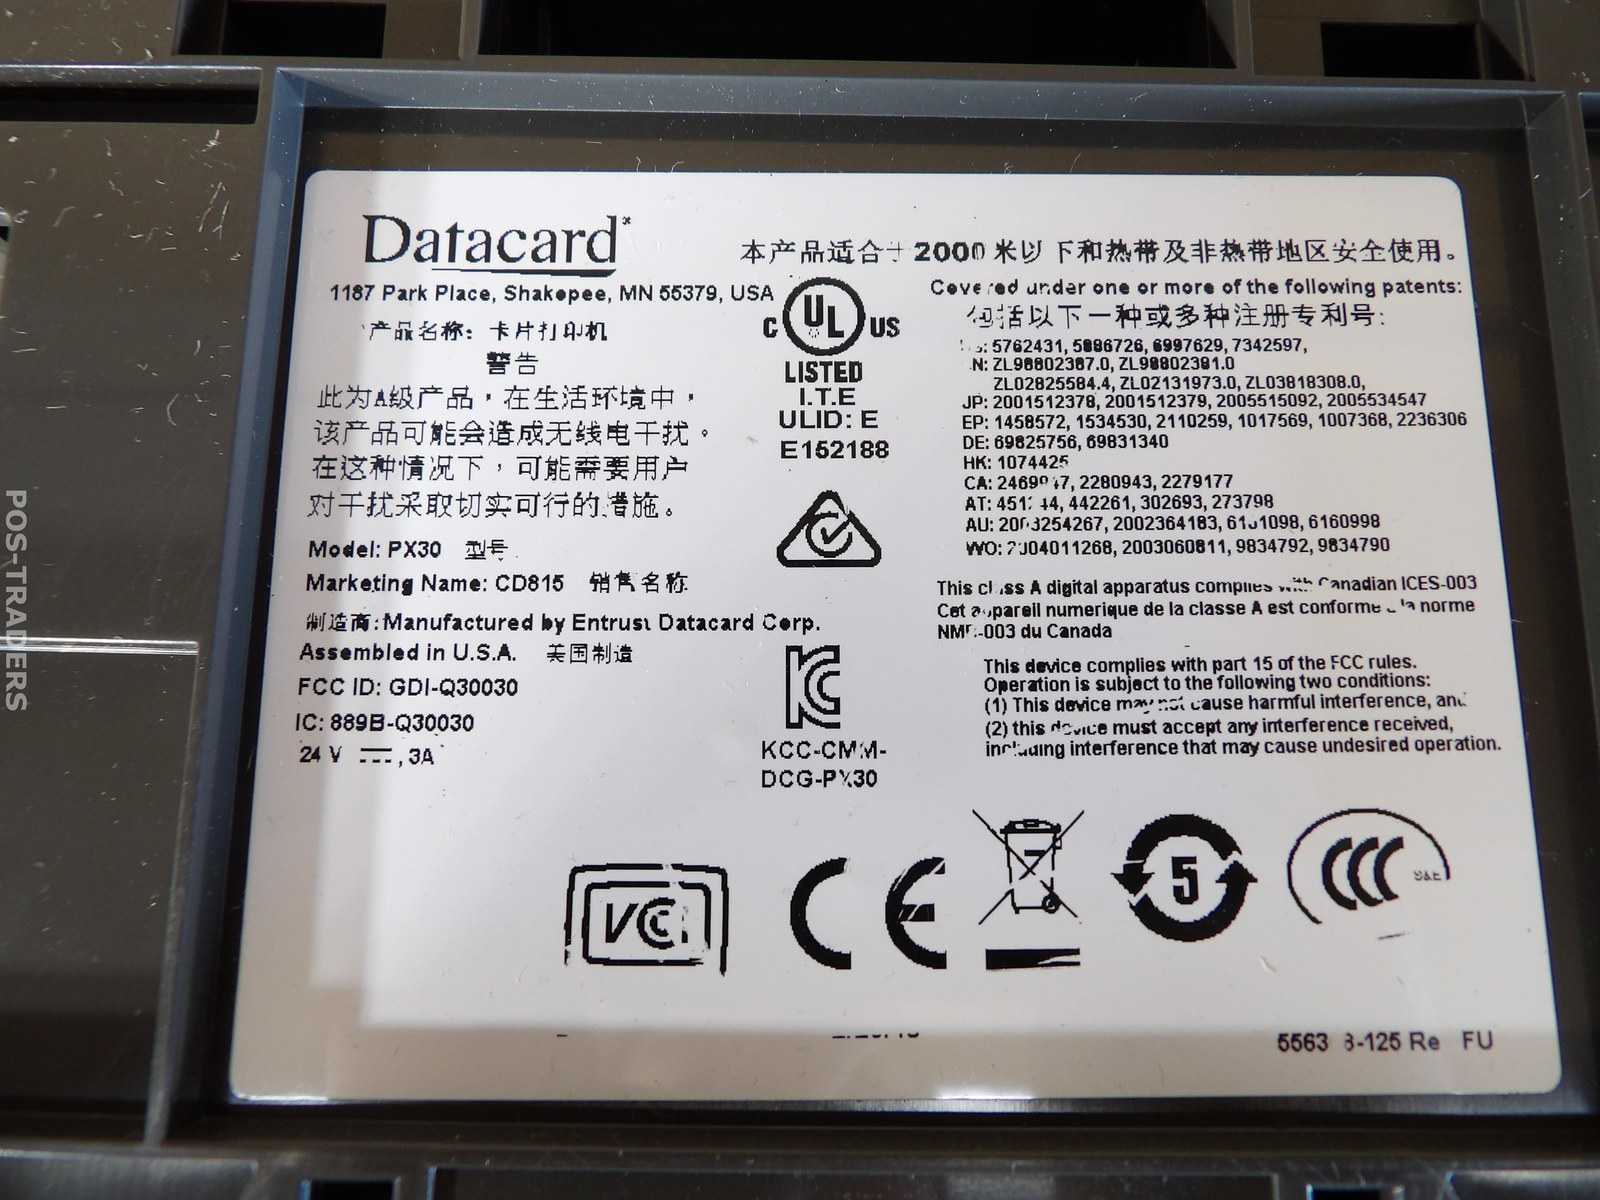 Datacard
1187 Park Place, Shakopee, MN 55379, USA
产品名称：卡片打印机
警告
此为A级产品，在生活环境中，
该产品可能会造成无线电干扰。
在这种情况下，可能需要用户
对干扰采取切实可行的措施。
Model: PX30 型号
Marketing Name: CD815 销售名称
制造商: Manufactured by Entrust Datacard Corp.
Assembled in U.S.A. 美国制造
FCC ID: GDI-Q30030
IC: 889B-Q30030
24 V ⎓, 3A
本产品适合于 2000 米以下和热带及非热带地区安全使用。
C UL US
LISTED
I.T.E
ULID: E
E152188
KCC-CMM-
DCG-PX30
Covered under one or more of the following patents:
包括以下一种或多种注册专利号:
5762431, 5886726, 6997629, 7342597,
N: ZL98802387.0, ZL98802381.0
ZL02825584.4, ZL02131973.0, ZL03818308.0,
JP: 2001512378, 2001512379, 2005515092, 2005534547
EP: 1458572, 1534530, 2110259, 1017569, 1007368, 2236306
DE: 69825756, 69831340
HK: 1074425
CA: 2280943, 2279177
AT: 442261, 302693, 273798
AU: 2003254267, 2002364183, 6160998
WO: 2004011268, 2003060811, 9834792, 9834790
This class A digital apparatus complies with Canadian ICES-003
Cet appareil numerique de la classe A est conforme a la norme
NMB-003 du Canada
This device complies with part 15 of the FCC rules.
Operation is subject to the following two conditions:
(1) This device may not cause harmful interference, and
(2) this device must accept any interference received,
including interference that may cause undesired operation.
VCCI
CE
5
CCC
S&E
FU
POS-TRADERS